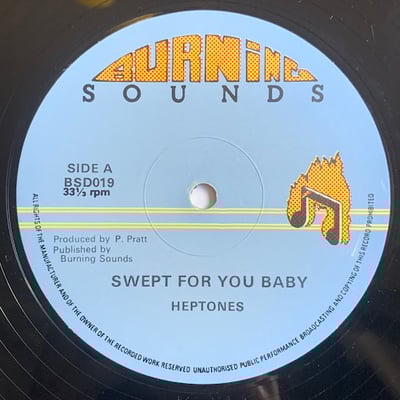 BURNING
SOUNDS
SIDE A
BSD019
33⅓ rpm
Produced by P. Pratt
Published by
Burning Sounds
SWEPT FOR YOU BABY
HEPTONES
ALL RIGHTS OF THE MANUFACTURER AND OF THE OWNER OF THE RECORDED WORK RESERVED UNAUTHORISED PUBLIC PERFORMANCE BROADCASTING AND COPYING OF THIS RECORD PROHIBITED